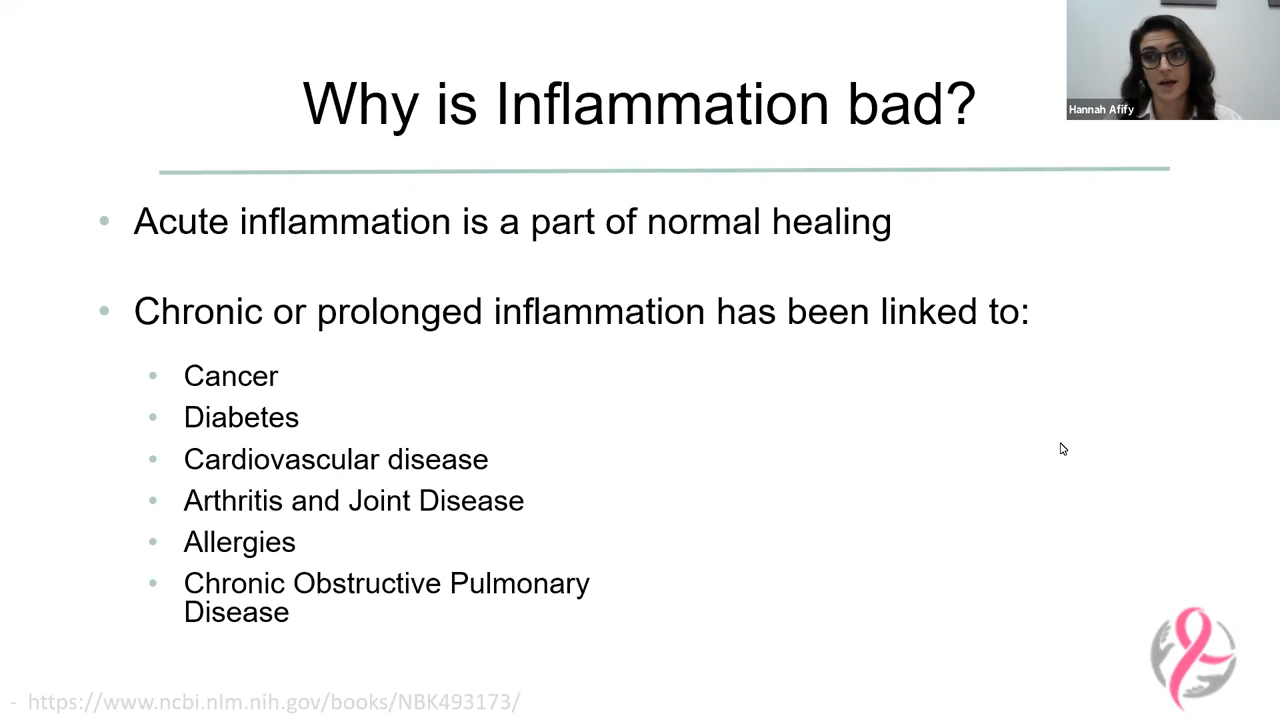 Why is Inflammation bad?
Hannah Afify
• Acute inflammation is a part of normal healing
• Chronic or prolonged inflammation has been linked to:
• Cancer
• Diabetes
• Cardiovascular disease
• Arthritis and Joint Disease
• Allergies
• Chronic Obstructive Pulmonary
Disease
- https://www.ncbi.nlm.nih.gov/books/NBK493173/